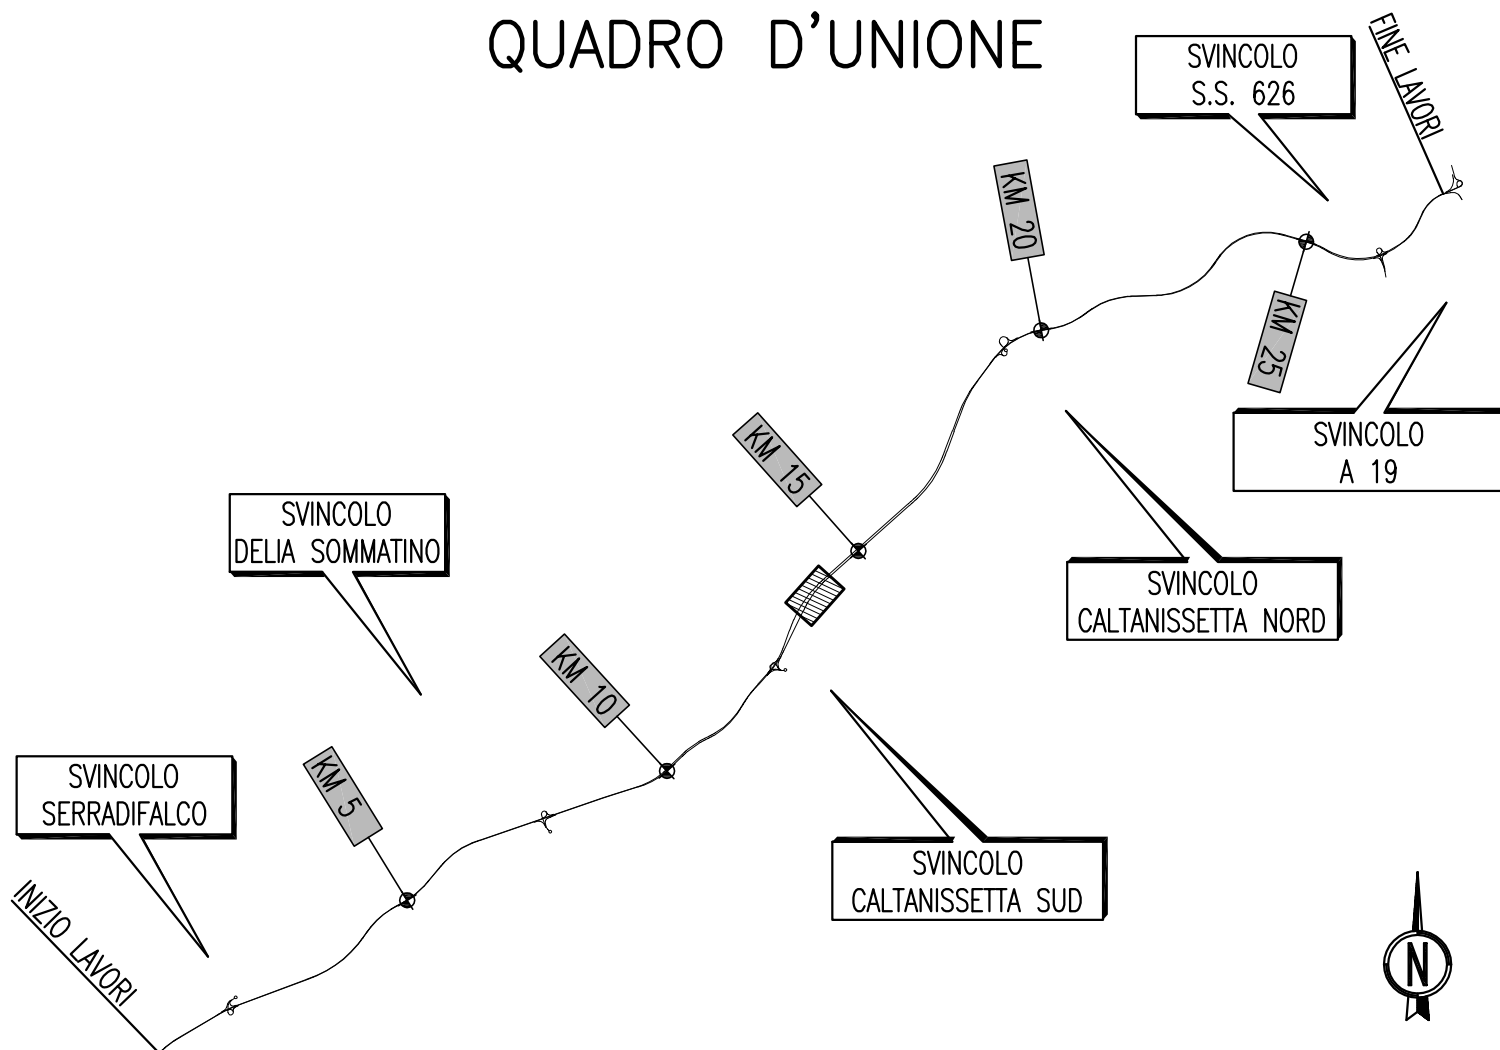 QUADRO D'UNIONE
SVINCOLO
S.S. 626
FINE LAVORI
KM 20
KM 25
SVINCOLO
A 19
KM 15
SVINCOLO
DELIA SOMMATINO
SVINCOLO
CALTANISSETTA NORD
KM 10
KM 5
SVINCOLO
SERRADIFALCO
SVINCOLO
CALTANISSETTA SUD
INIZIO LAVORI
N